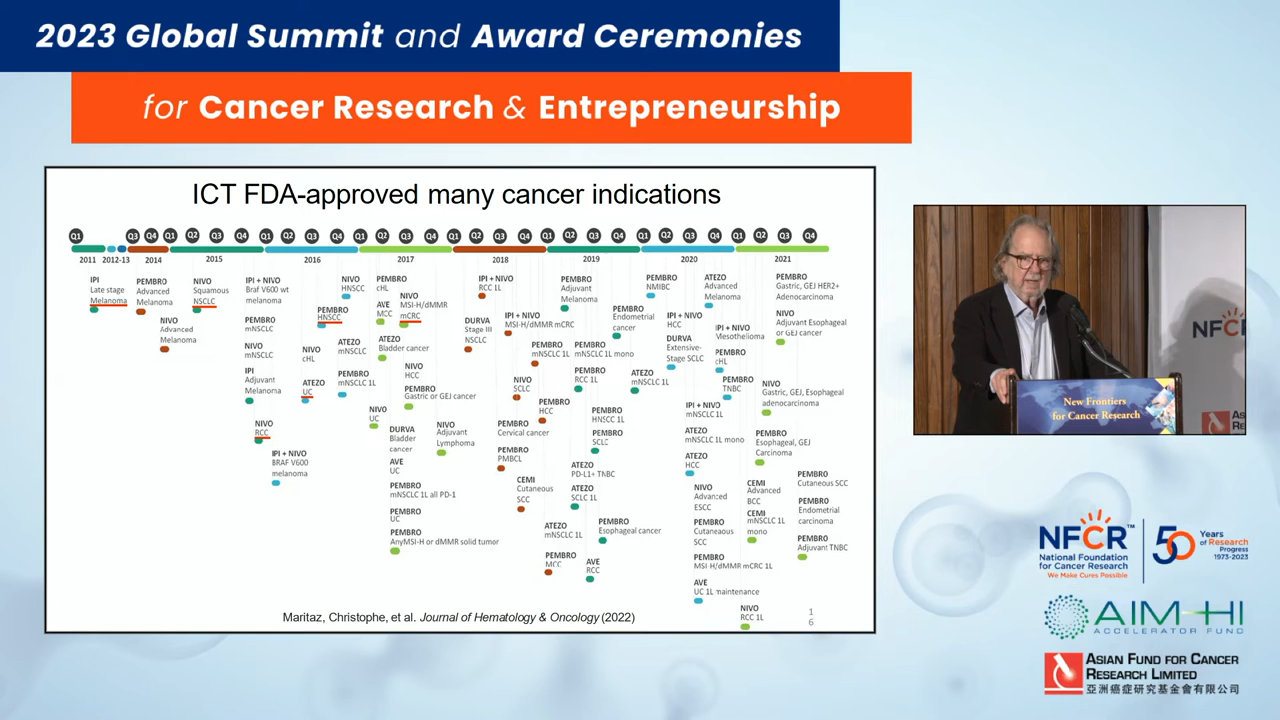 2023 Global Summit and Award Ceremonies
for Cancer Research & Entrepreneurship
ICT FDA-approved many cancer indications
Q1 Q3 Q4 Q1 Q2 Q3 Q4 Q1 Q2 Q3 Q4 Q1 Q2 Q3 Q4 Q1 Q2 Q3 Q4 Q1 Q2 Q3 Q4 Q1 Q2 Q3 Q4 Q1 Q2 Q3 Q4
2011 2012-13 2014 2015 2016 2017 2018 2019 2020 2021
IPI
Late stage
Melanoma
PEMBRO
Advanced
Melanoma
NIVO
Advanced
Melanoma
NIVO
Squamous
NSCLC
IPI + NIVO
Braf V600 wt
melanoma
PEMBRO
mNSCLC
NIVO
mNSCLC
IPI
Adjuvant
Melanoma
NIVO
RCC
IPI + NIVO
BRAF V600
melanoma
NIVO
HNSCC
PEMBRO
HNSCC
NIVO
cHL
ATEZO
mNSCLC
ATEZO
UC
PEMBRO
mNSCLC 1L
PEMBRO
cHL
AVE
MCC
NIVO
MSI-H/dMMR
mCRC
ATEZO
Bladder cancer
NIVO
HCC
PEMBRO
Gastric or GEJ cancer
NIVO
UC
DURVA
Bladder
cancer
NIVO
Adjuvant
Lymphoma
AVE
UC
PEMBRO
mNSCLC 1L all PD-1
PEMBRO
UC
PEMBRO
AnyMSI-H or dMMR solid tumor
IPI + NIVO
RCC 1L
DURVA
Stage III
NSCLC
IPI + NIVO
MSI-H/dMMR mCRC
PEMBRO
mNSCLC 1L
NIVO
SCLC
PEMBRO
HCC
PEMBRO
Cervical cancer
PEMBRO
PMBCL
CEMI
Cutaneous
SCC
ATEZO
mNSCLC 1L
PEMBRO
MCC
PEMBRO
Adjuvant
Melanoma
PEMBRO
Endometrial
cancer
PEMBRO
mNSCLC 1L mono
PEMBRO
RCC 1L
ATEZO
mNSCLC 1L
PEMBRO
HNSCC 1L
PEMBRO
SCLC
ATEZO
PD-L1+ TNBC
ATEZO
SCLC 1L
PEMBRO
Esophageal cancer
AVE
RCC
PEMBRO
NMIBC
ATEZO
Advanced
Melanoma
IPI + NIVO
HCC
IPI + NIVO
Mesothelioma
DURVA
Extensive-
Stage SCLC
PEMBRO
cHL
PEMBRO
TNBC
IPI + NIVO
mNSCLC 1L
ATEZO
mNSCLC 1L mono
ATEZO
HCC
NIVO
Advanced
ESCC
PEMBRO
Cutaneaous
SCC
PEMBRO
MSI-H/dMMR mCRC 1L
AVE
UC 1L maintenance
NIVO
RCC 1L
PEMBRO
Gastric, GEJ HER2+
Adenocarcinoma
NIVO
Adjuvant Esophageal
or GEJ cancer
NIVO
Gastric, GEJ, Esophageal
adenocarcinoma
PEMBRO
Esophageal, GEJ
Carcinoma
CEMI
Advanced
BCC
CEMI
mNSCLC 1L
mono
PEMBRO
Cutaneous SCC
PEMBRO
Endometrial
carcinoma
PEMBRO
Adjuvant TNBC
Maritaz, Christophe, et al. Journal of Hematology & Oncology (2022)
1
6
NFCR
New Frontiers
for Cancer Research
NFCR™
National Foundation
for Cancer Research
We Make Cures Possible
50 Years
of Research
Progress
1973-2023
AIM-HI
ACCELERATOR FUND
ASIAN FUND FOR CANCER
RESEARCH LIMITED
亞洲癌症研究基金會有限公司